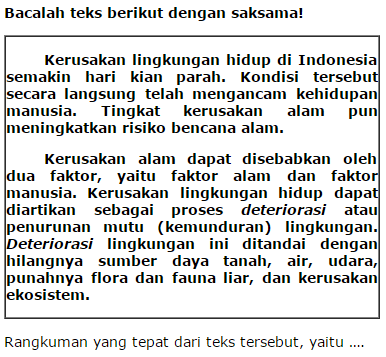 Bacalah teks berikut dengan saksama!
Kerusakan lingkungan hidup di Indonesia
semakin hari kian parah. Kondisi tersebut
secara langsung telah mengancam kehidupan
manusia. Tingkat kerusakan alam pun
meningkatkan risiko bencana alam.
Kerusakan alam dapat disebabkan oleh
dua faktor, yaitu faktor alam dan faktor
manusia. Kerusakan lingkungan hidup dapat
diartikan sebagai proses deteriorasi atau
penurunan mutu (kemunduran) lingkungan.
Deteriorasi lingkungan ini ditandai dengan
hilangnya sumber daya tanah, air, udara,
punahnya flora dan fauna liar, dan kerusakan
ekosistem.
Rangkuman yang tepat dari teks tersebut, yaitu ....